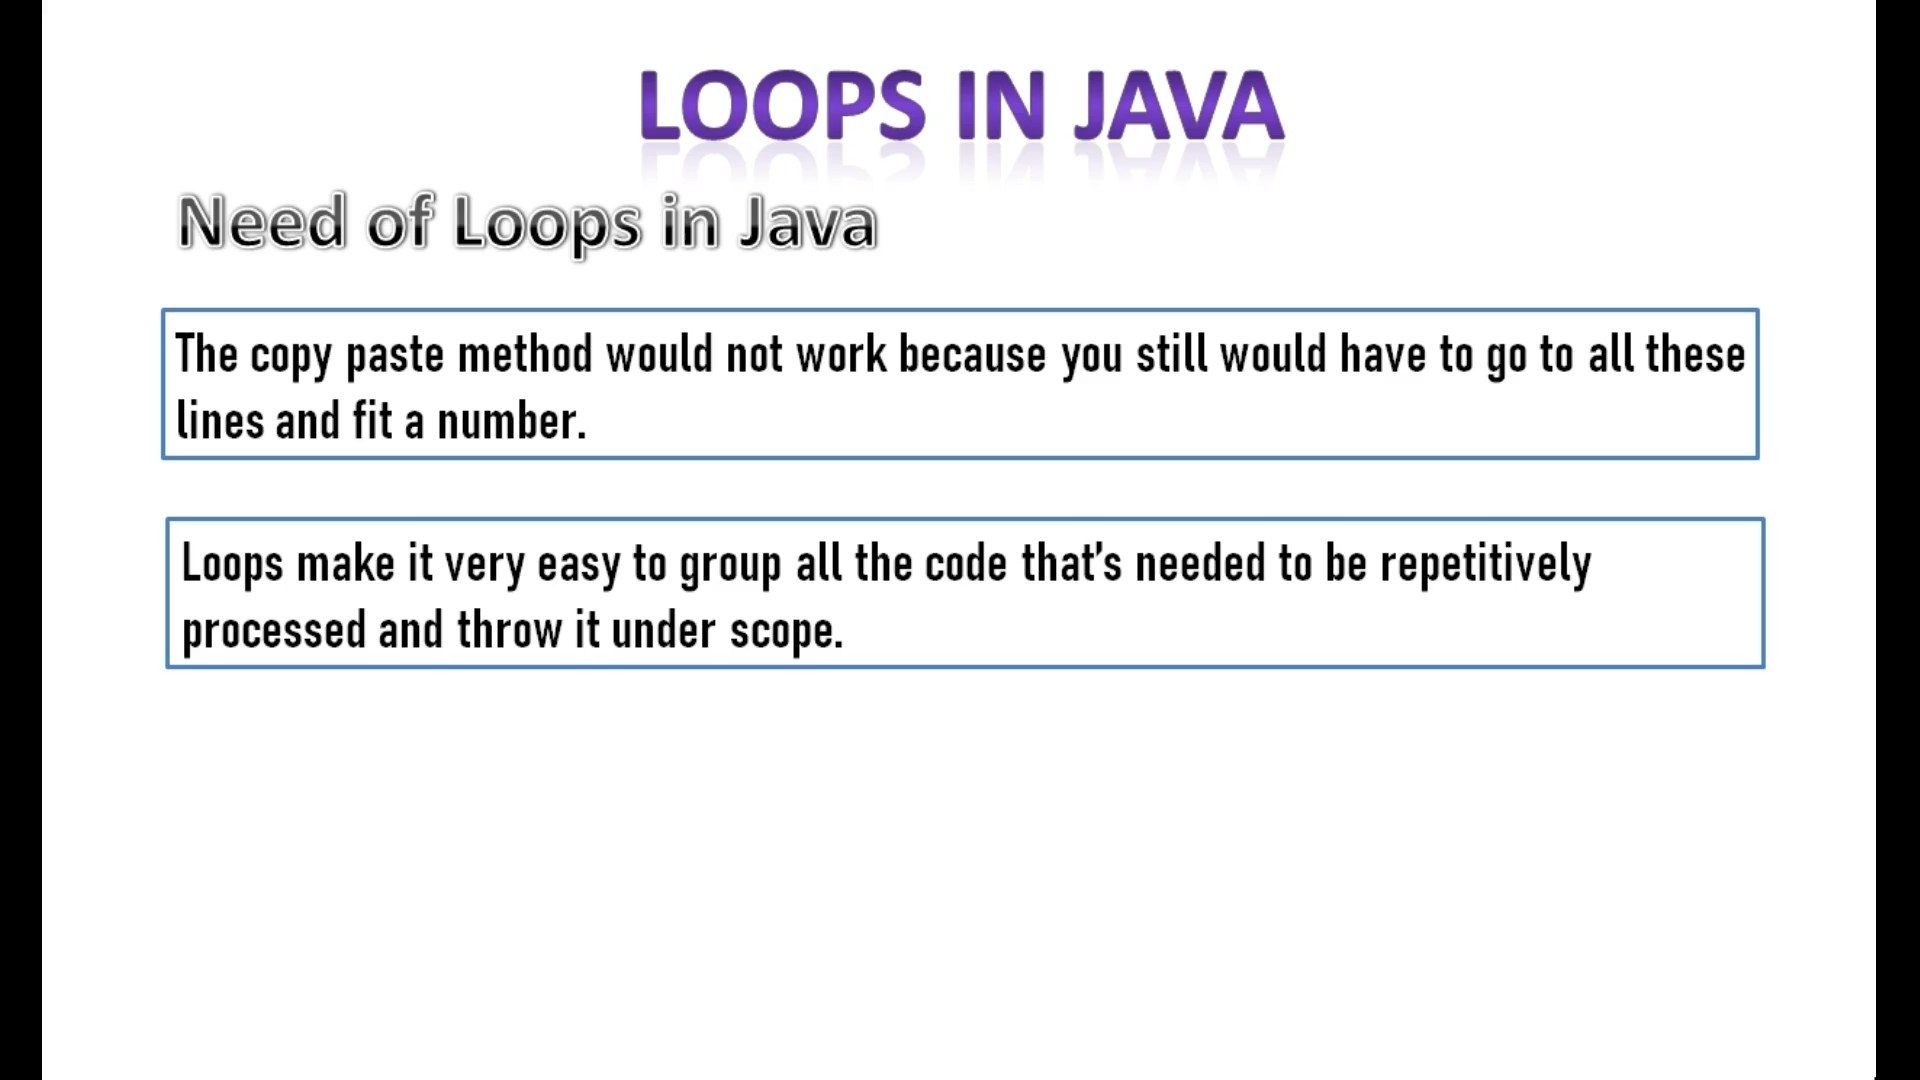 LOOPS IN JAVA
Need of Loops in Java
The copy paste method would not work because you still would have to go to all these
lines and fit a number.
Loops make it very easy to group all the code that's needed to be repetitively
processed and throw it under scope.